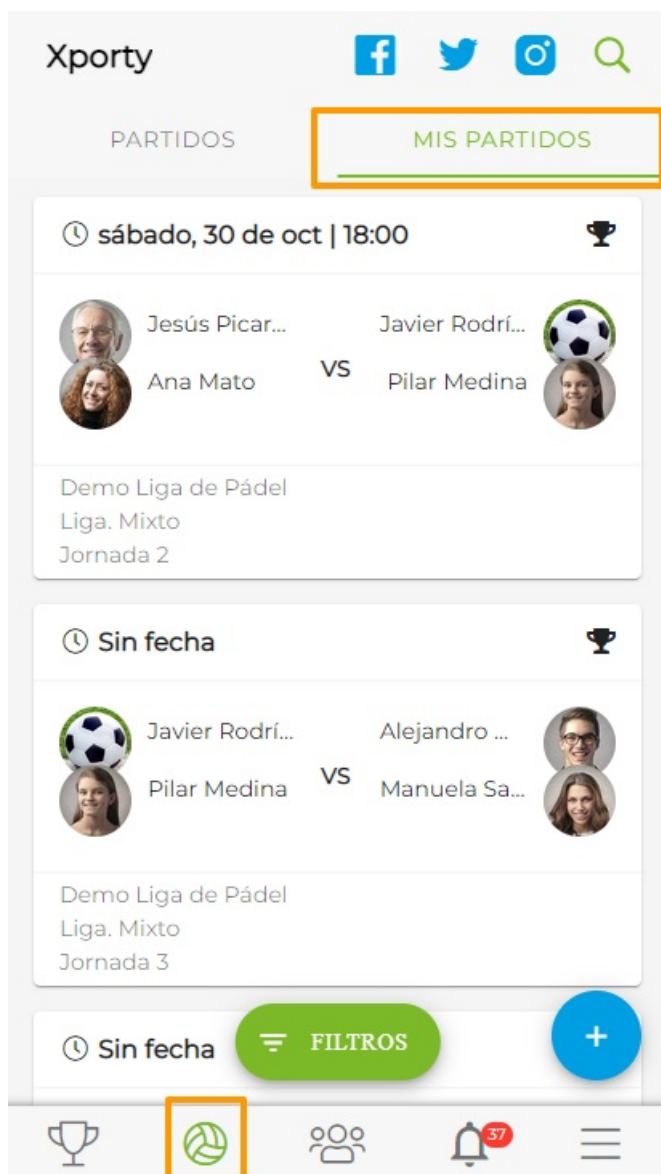 Xporty
PARTIDOS MIS PARTIDOS
sábado, 30 de oct | 18:00
Jesús Picar... Javier Rodrí...
VS
Ana Mato Pilar Medina
Demo Liga de Pádel
Liga. Mixto
Jornada 2
Sin fecha
Javier Rodrí... Alejandro ...
VS
Pilar Medina Manuela Sa...
Demo Liga de Pádel
Liga. Mixto
Jornada 3
Sin fecha
FILTROS
+
37